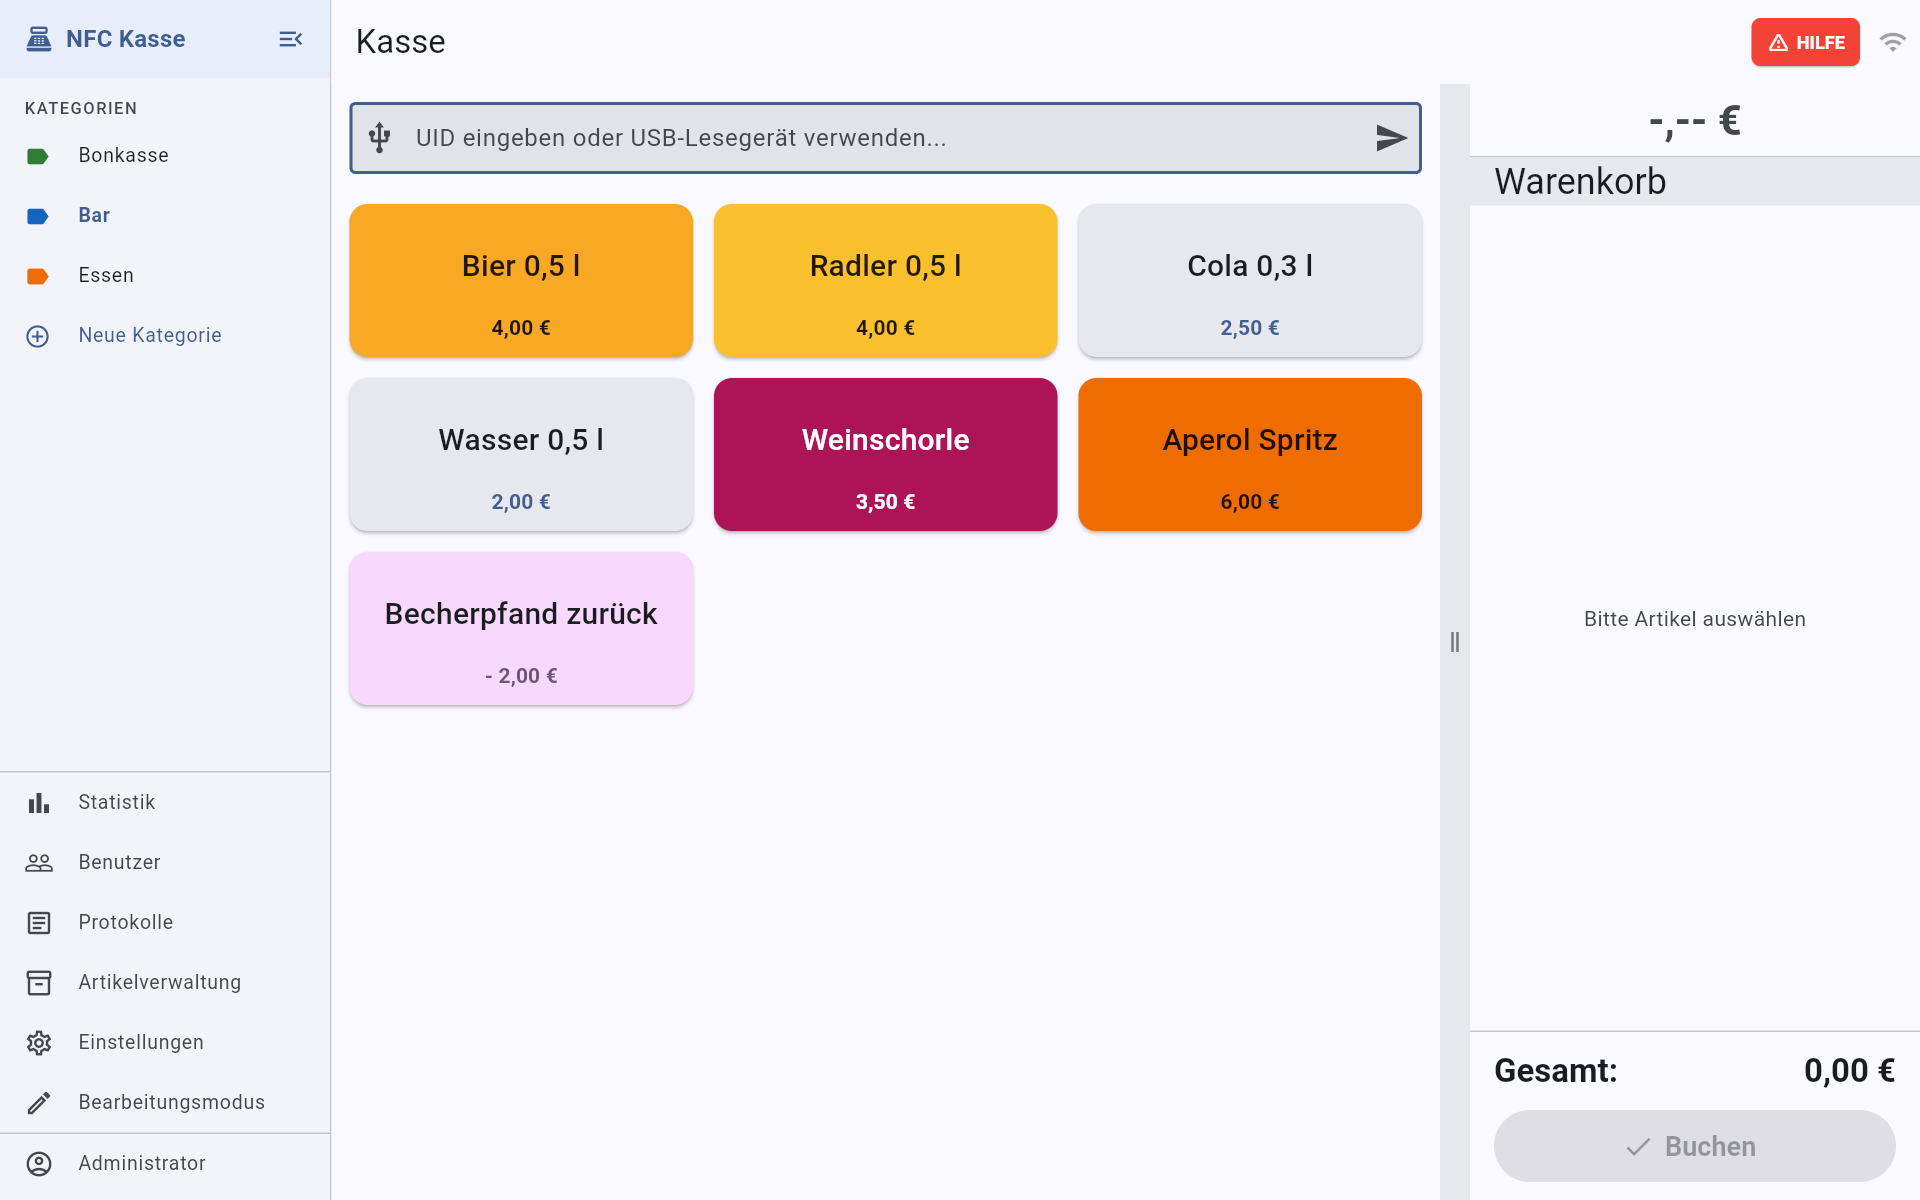 NFC Kasse
KATEGORIEN
Bonkasse
Bar
Essen
Neue Kategorie
Statistik
Benutzer
Protokolle
Artikelverwaltung
Einstellungen
Bearbeitungsmodus
Administrator
Kasse
HILFE
UID eingeben oder USB-Lesegerät verwenden...
Bier 0,5 l
4,00 €
Radler 0,5 l
4,00 €
Cola 0,3 l
2,50 €
Wasser 0,5 l
2,00 €
Weinschorle
3,50 €
Aperol Spritz
6,00 €
Becherpfand zurück
- 2,00 €
-,-- €
Warenkorb
Bitte Artikel auswählen
Gesamt: 0,00 €
Buchen